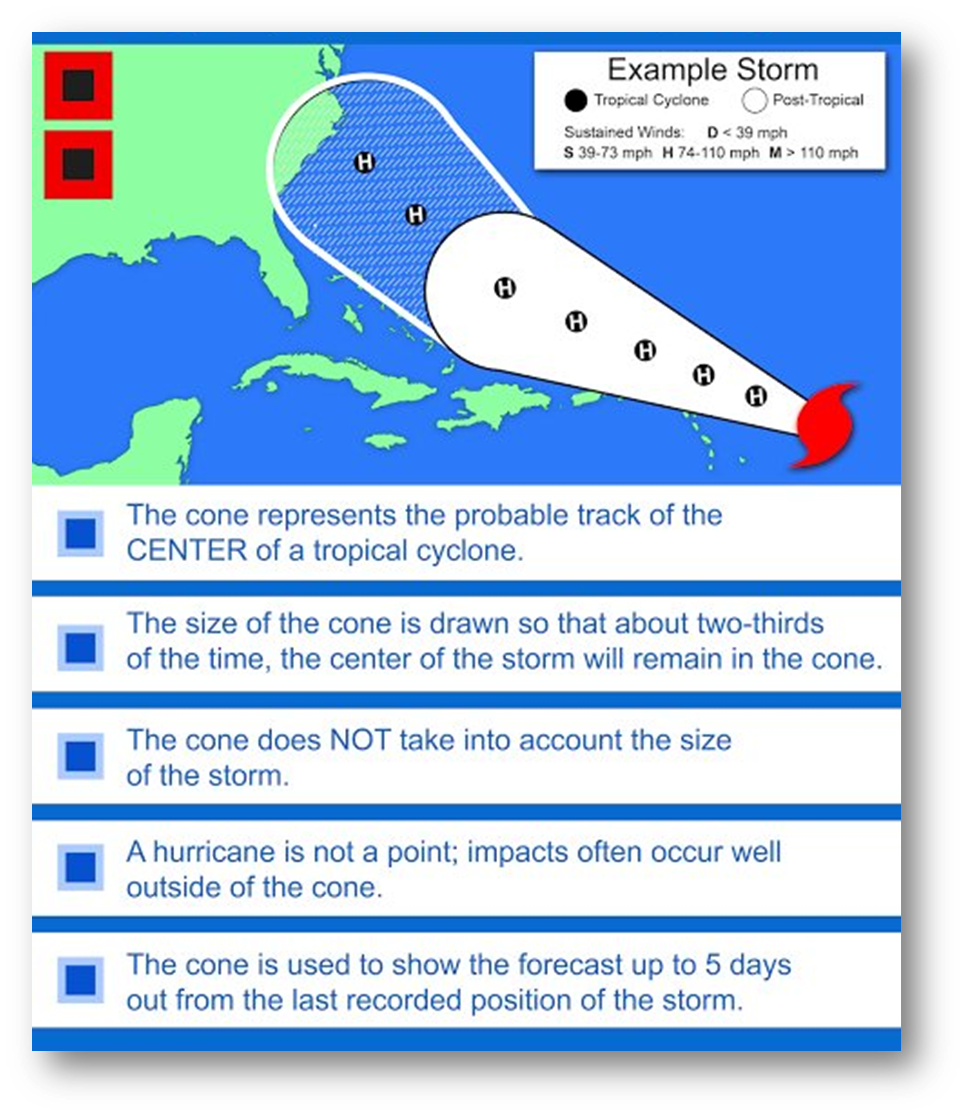 Example Storm
Tropical Cyclone Post-Tropical
Sustained Winds: D < 39 mph
S 39-73 mph H 74-110 mph M > 110 mph
H
H
H
H
H
H
H
The cone represents the probable track of the
CENTER of a tropical cyclone.
The size of the cone is drawn so that about two-thirds
of the time, the center of the storm will remain in the cone.
The cone does NOT take into account the size
of the storm.
A hurricane is not a point; impacts often occur well
outside of the cone.
The cone is used to show the forecast up to 5 days
out from the last recorded position of the storm.